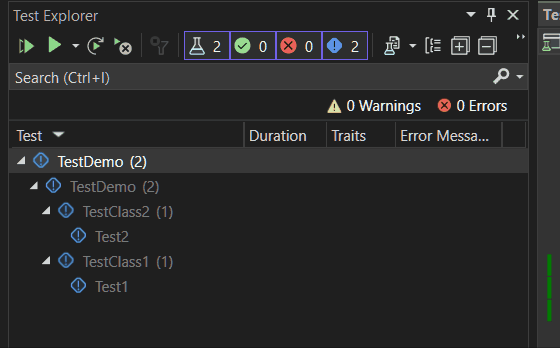 Test Explorer
Te
2 0 0 2
Search (Ctrl+I)
0 Warnings 0 Errors
Test Duration Traits Error Messa...
TestDemo (2)
TestDemo (2)
TestClass2 (1)
Test2
TestClass1 (1)
Test1